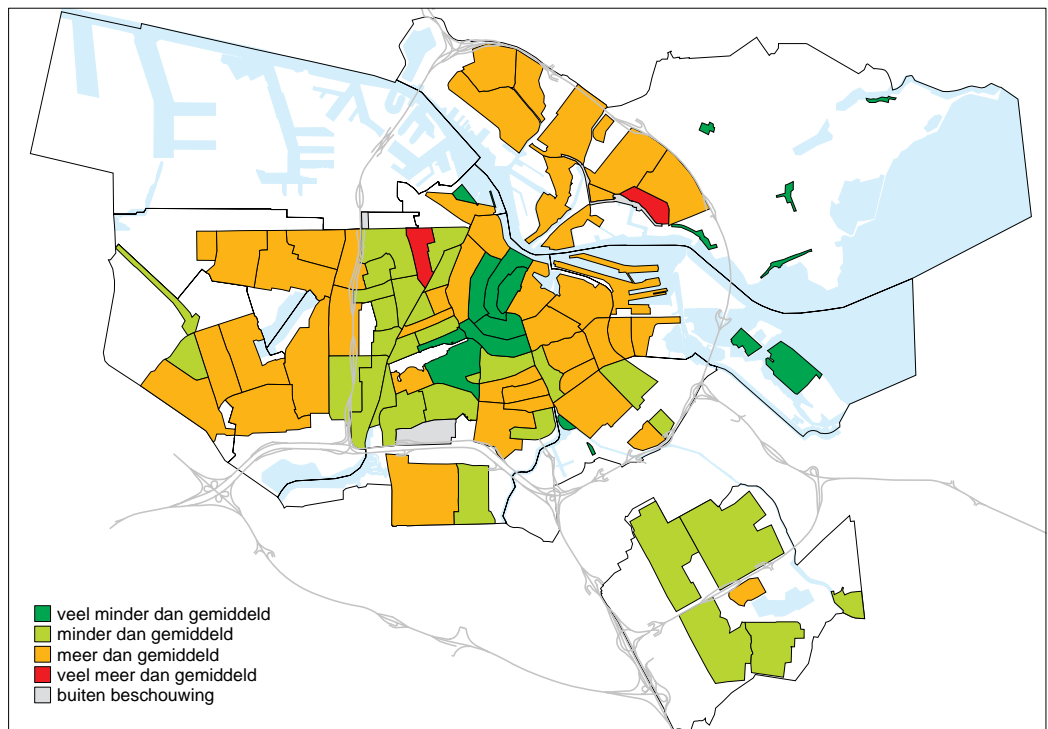 veel minder dan gemiddeld
minder dan gemiddeld
meer dan gemiddeld
veel meer dan gemiddeld
buiten beschouwing